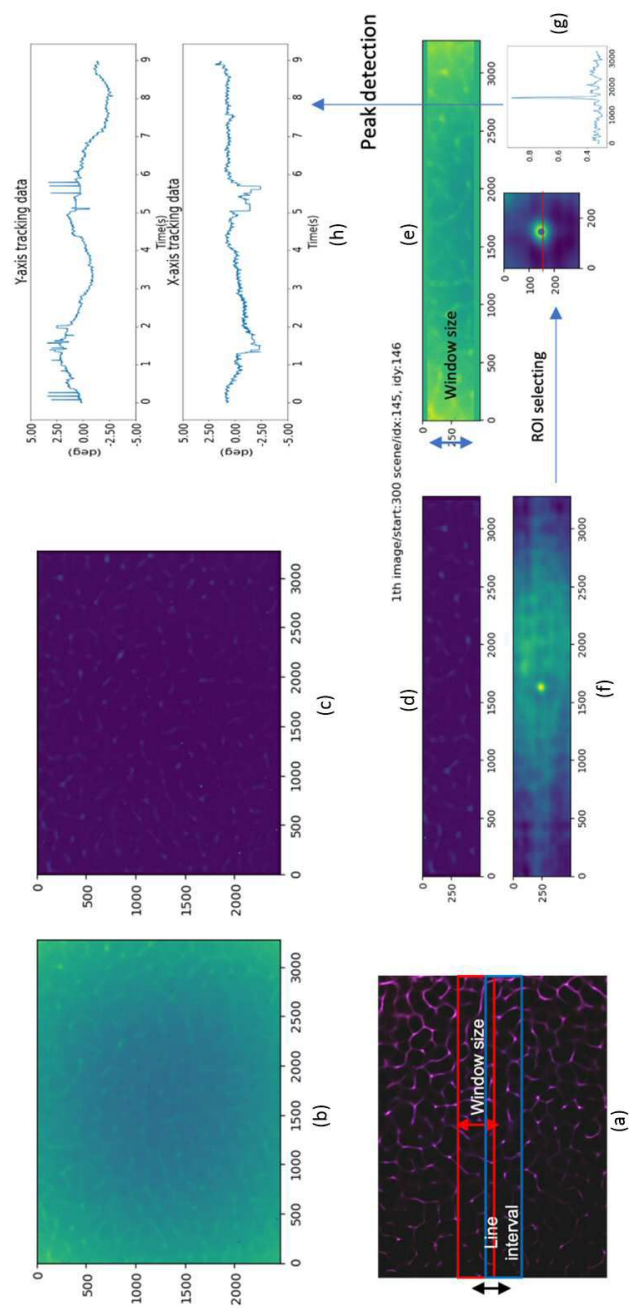 0
500
1000
1500
2000
0 500 1000 1500 2000 2500 3000
(b)
0
500
1000
1500
2000
0 500 1000 1500 2000 2500 3000
(c)
Y-axis tracking data
5.00
2.50
0.00
-2.50
-5.00
(deg)
0 1 2 3 4 5 6 7 8 9
Time(s)
X-axis tracking data
5.00
2.50
0.00
-2.50
-5.00
(deg)
0 1 2 3 4 5 6 7 8 9
Time(s)
(h)
Peak detection
Window size
Line
interval
(a)
1th image/start:300 scene/idx:145, idy:146
0
250
0 500 1000 1500 2000 2500 3000
(d)
0
250
Window size
0 500 1000 1500 2000 2500 3000
(e)
0
250
0 500 1000 1500 2000 2500 3000
(f)
ROI selecting
0
100
200
0 200
0.8
0.6
0.4
0 1000 2000 3000
(g)